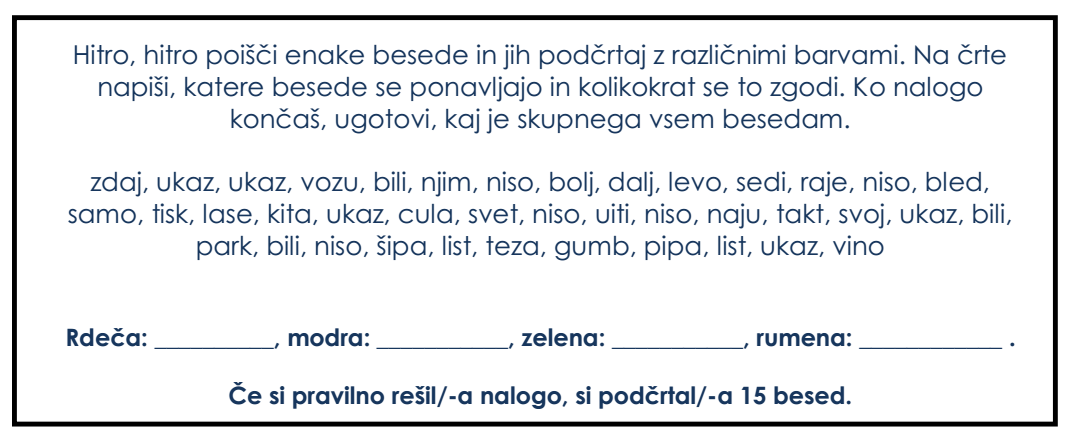 Hitro, hitro poišči enake besede in jih podčrtaj z različnimi barvami. Na črte
napiši, katere besede se ponavljajo in kolikokrat se to zgodi. Ko nalogo
končaš, ugotovi, kaj je skupnega vsem besedam.
zdaj, ukaz, ukaz, vozu, bili, njim, niso, bolj, dalj, levo, sedi, raje, niso, bled,
samo, tisk, lase, kita, ukaz, cula, svet, niso, uiti, niso, naju, takt, svoj, ukaz, bili,
park, bili, niso, šipa, list, teza, gumb, pipa, list, ukaz, vino
Rdeča: __________, modra: ___________, zelena: ___________, rumena: ____________ .
Če si pravilno rešil/-a nalogo, si podčrtal/-a 15 besed.